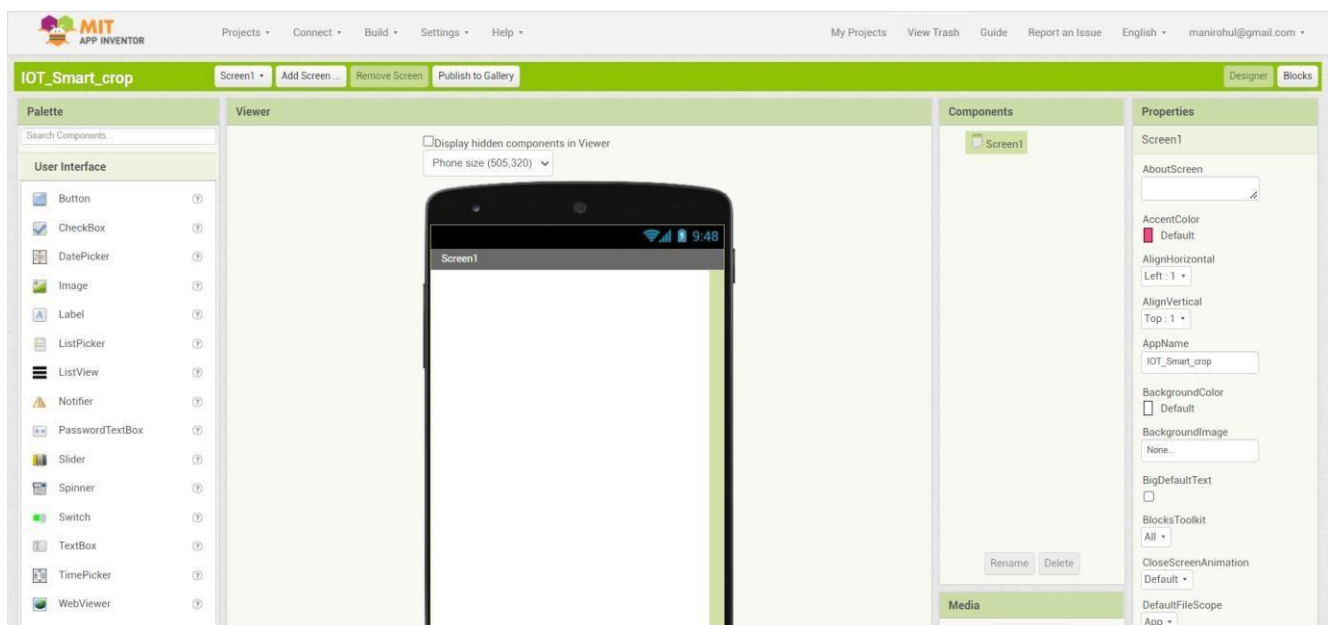 MIT
APP INVENTOR
Projects Connect Build Settings Help My Projects View Trash Guide Report an Issue English manirohul@gmail.com
IOT_Smart_crop Screen1 Add Screen ... Remove Screen Publish to Gallery Designer Blocks
Palette
Search Components...
User Interface
Button
CheckBox
DatePicker
Image
Label
ListPicker
ListView
Notifier
PasswordTextBox
Slider
Spinner
Switch
TextBox
TimePicker
WebViewer
Viewer
Display hidden components in Viewer
Phone size (505,320)
9:48
Screen1
Components
Screen1
Rename Delete
Media
Properties
Screen1
AboutScreen
AccentColor
Default
AlignHorizontal
Left : 1
AlignVertical
Top : 1
AppName
IOT_Smart_crop
BackgroundColor
Default
BackgroundImage
None...
BigDefaultText
BlocksToolkit
All
CloseScreenAnimation
Default
DefaultFileScope
App